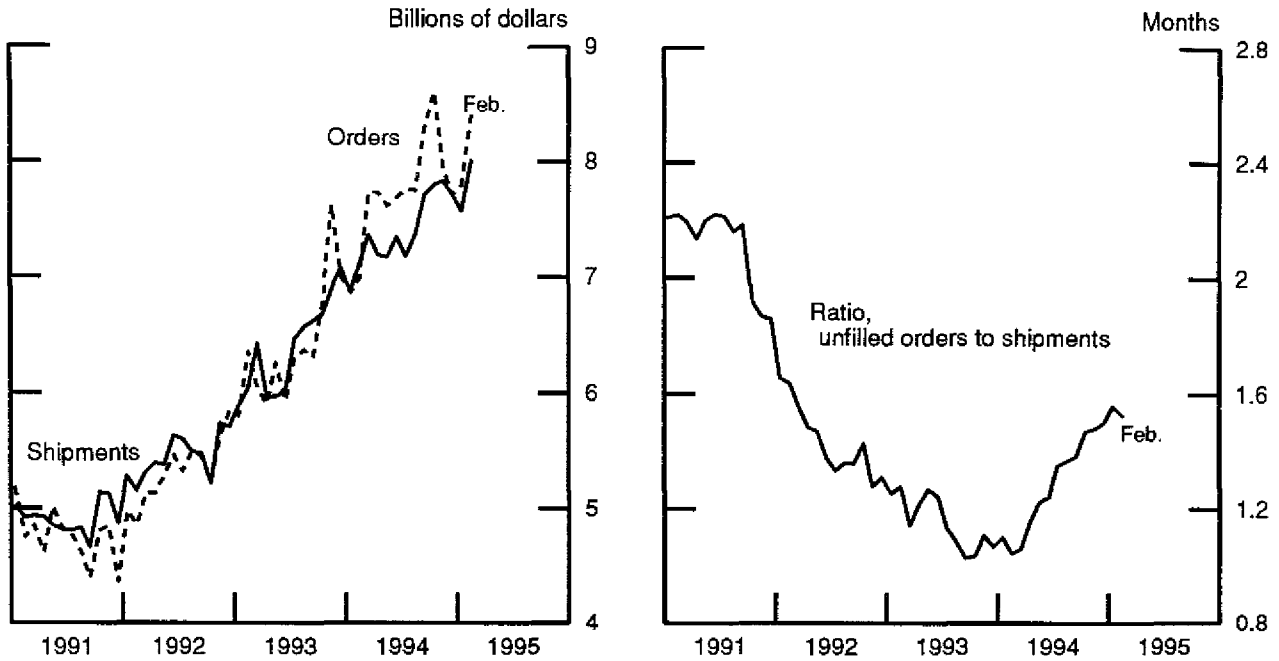 Billions of dollars
9
8
7
6
5
4
Feb.
Orders
Shipments
1991 1992 1993 1994 1995
Months
2.8
2.4
2
1.6
1.2
0.8
Ratio,
unfilled orders to shipments
Feb.
1991 1992 1993 1994 1995